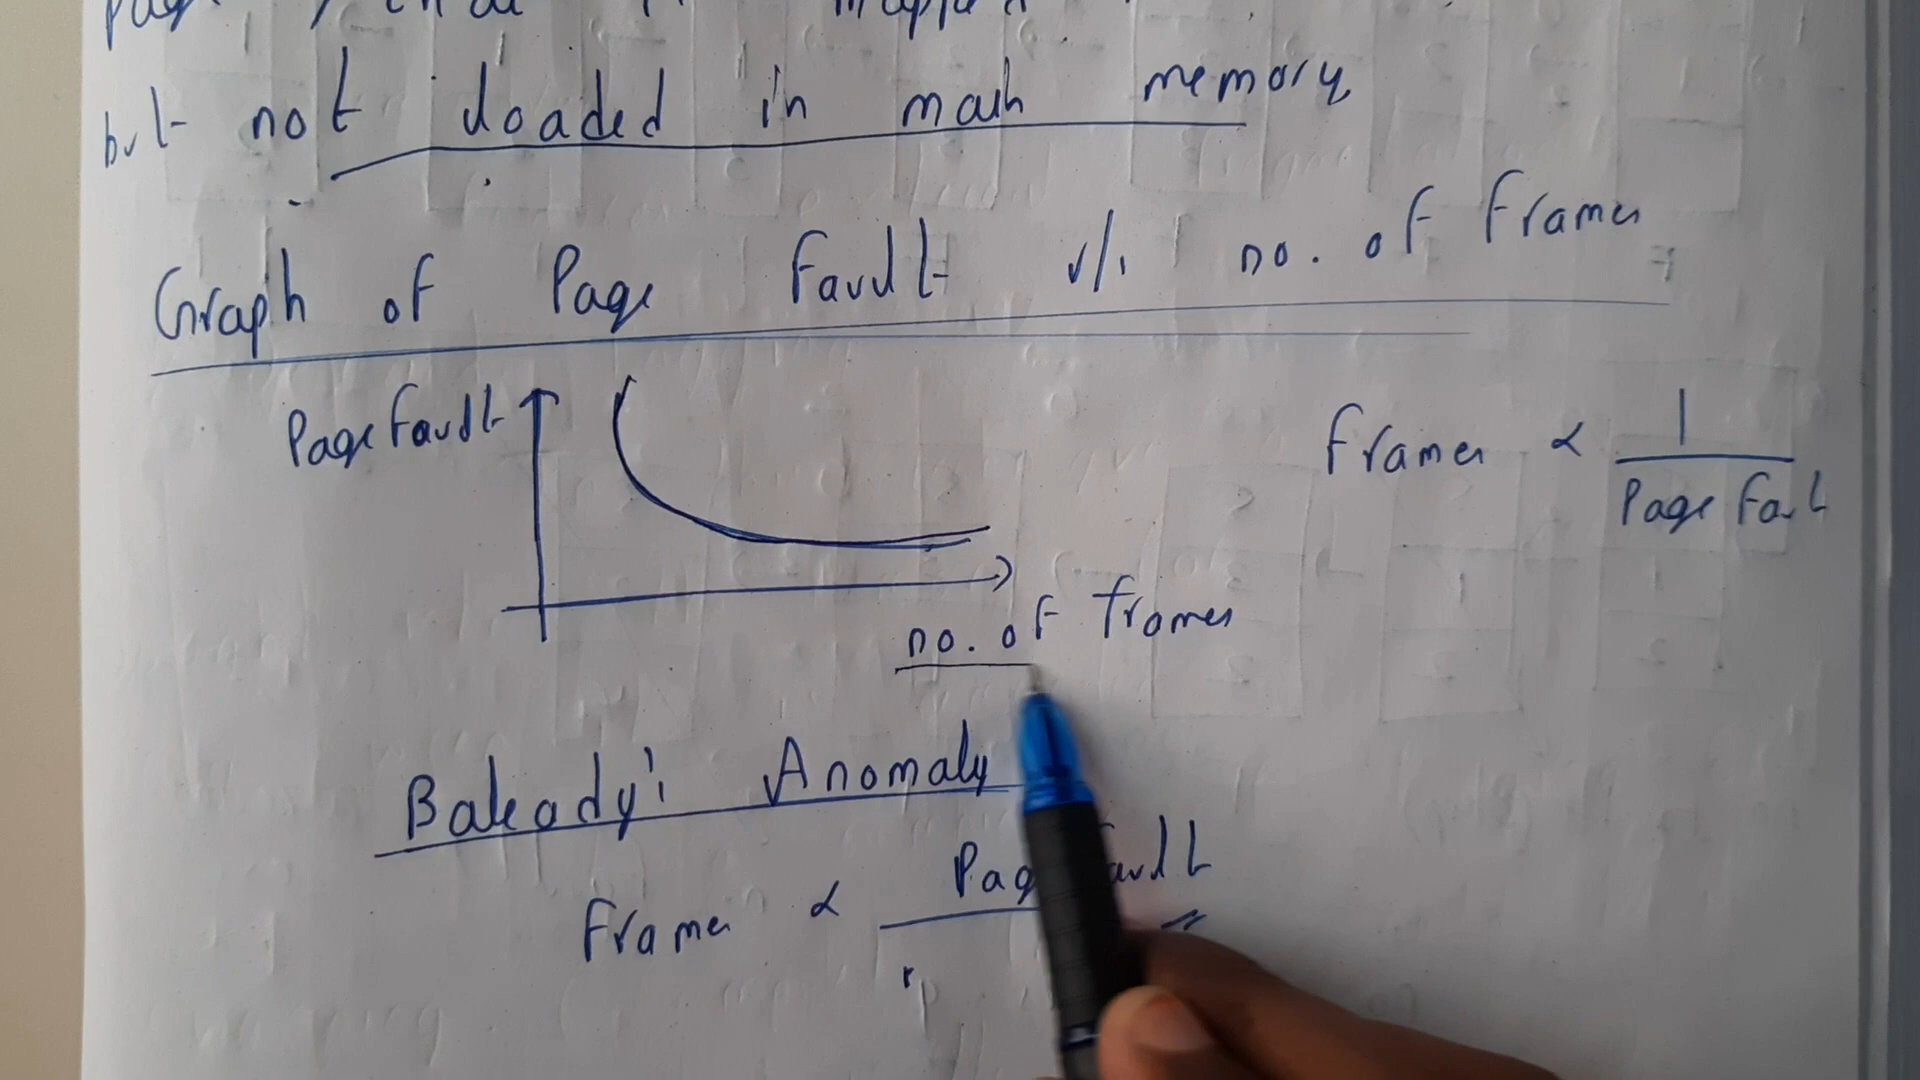 but not loaded in main memory
Graph of Page Fault v/s no. of frames
Page Fault
frames ∝ 1 / Page Fault
no. of frames
Belady's Anomaly
Frames ∝ Page Fault